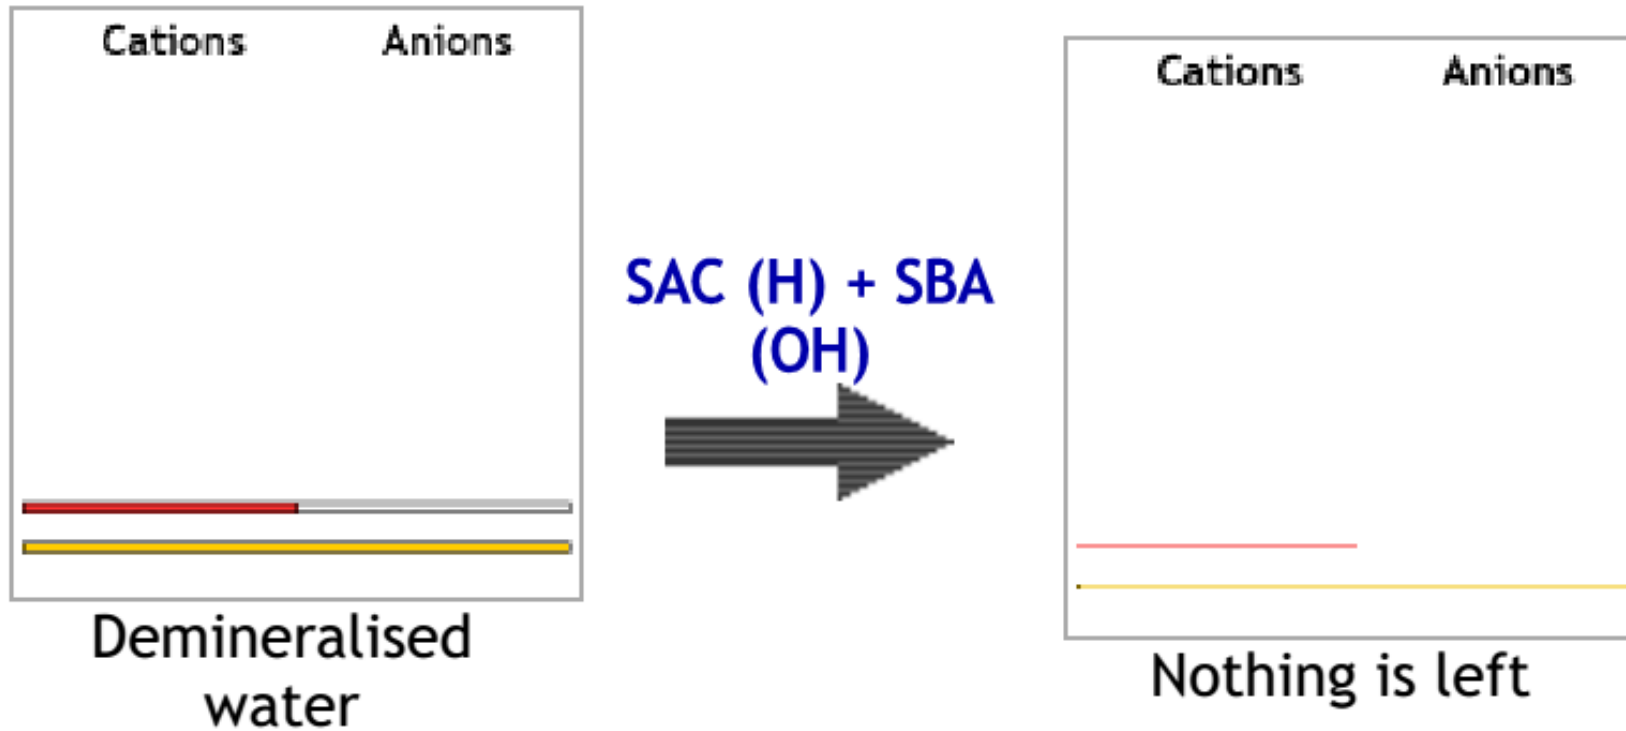 Cations Anions
Demineralised
water
SAC (H) + SBA
(OH)
Cations Anions
Nothing is left